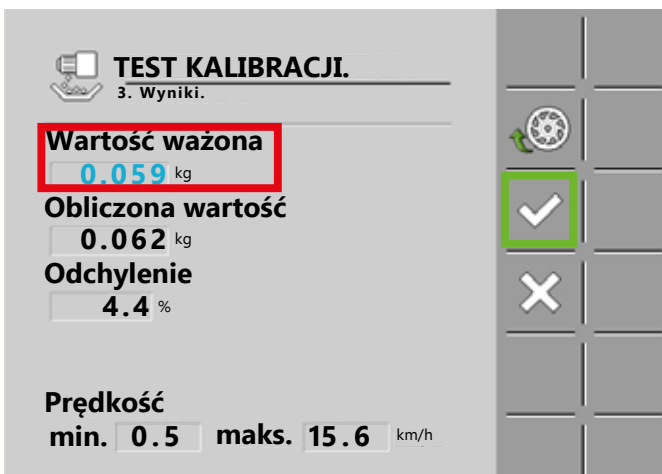 TEST KALIBRACJI.
3. Wyniki.
Wartość ważona
0.059 kg
Obliczona wartość
0.062 kg
Odchylenie
4.4 %
Prędkość
min. 0.5 maks. 15.6 km/h